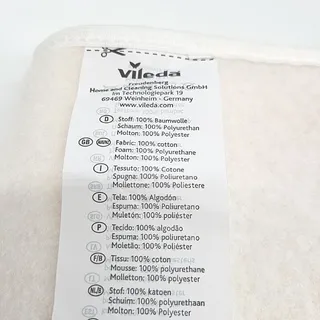 Vileda
Freudenberg
Home and Cleaning Solutions GmbH
Im Technologiepark 19
69469 Weinheim - Germany
www.vileda.com
D Stoff: 100% Baumwolle
Schaum: 100% Polyurethan
Molton: 100% Polyester
GB Fabric: 100% cotton
Foam: 100% Polyurethane
Molton: 100% Polyester
I Tessuto: 100% Cotone
Spugna: 100% Poliuretano
Mollettone: 100% Poliestere
E Tela: 100% Algodón
Espuma: 100% Poliuretano
Muletón: 100% poliéster
P Tecido: 100% algodão
Espuma: 100% poliuretano
Moletão: 100% Poliéster
F/B Tissu: 100% coton
Mousse: 100% polyurethane
Molleton: 100% polyester
NL/B Stof: 100% katoen
Schuim: 100% polyurethaan
Molton: 100% Polyester